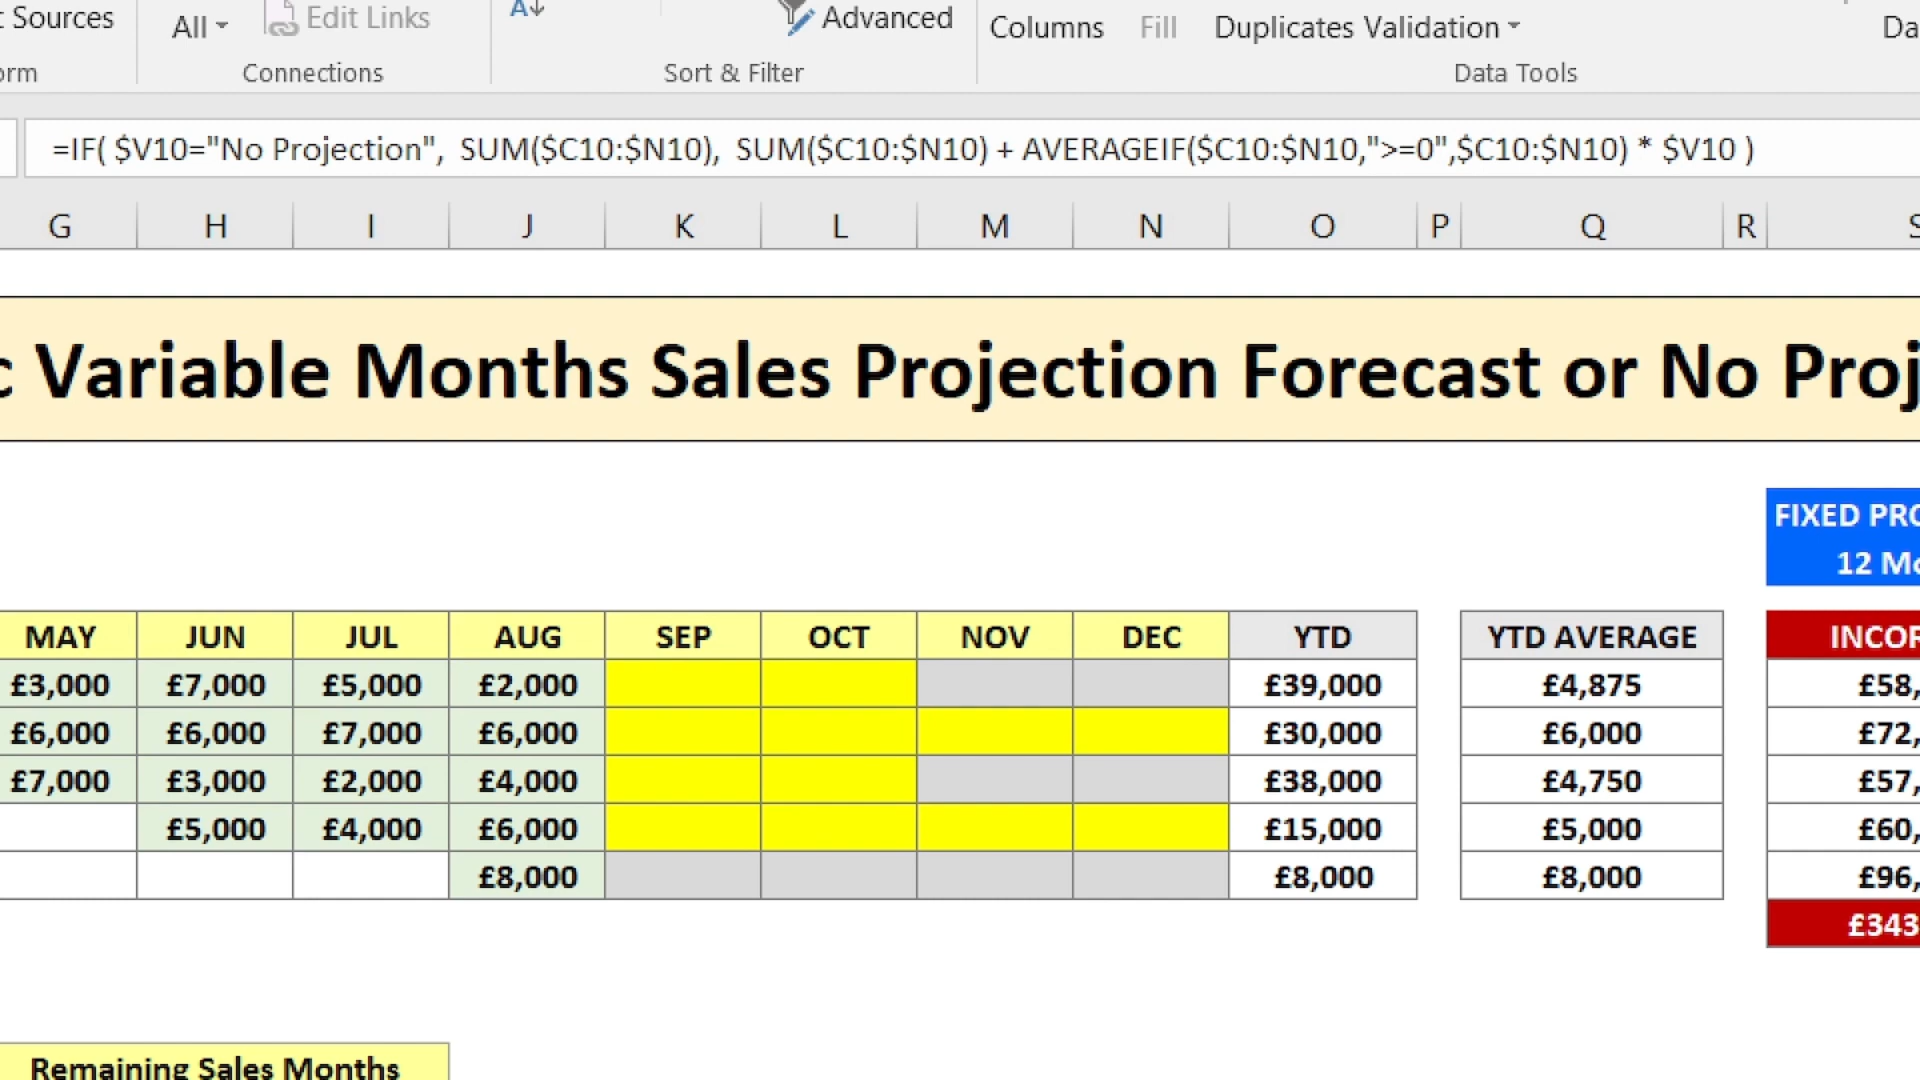 Sources
All
Edit Links
Advanced
Columns
Fill
Duplicates Validation
Connections
Sort & Filter
Data Tools
=IF( $V10="No Projection", SUM($C10:$N10), SUM($C10:$N10) + AVERAGEIF($C10:$N10,">=0",$C10:$N10) * $V10 )
G H I J K L M N O P Q R S
c Variable Months Sales Projection Forecast or No Proj
FIXED PRO
12 Mo
MAY JUN JUL AUG SEP OCT NOV DEC YTD YTD AVERAGE INCOR
£3,000 £7,000 £5,000 £2,000 £39,000 £4,875 £58,
£6,000 £6,000 £7,000 £6,000 £30,000 £6,000 £72,
£7,000 £3,000 £2,000 £4,000 £38,000 £4,750 £57,
£5,000 £4,000 £6,000 £15,000 £5,000 £60,
£8,000 £8,000 £8,000 £96,
£343
Remaining Sales Months